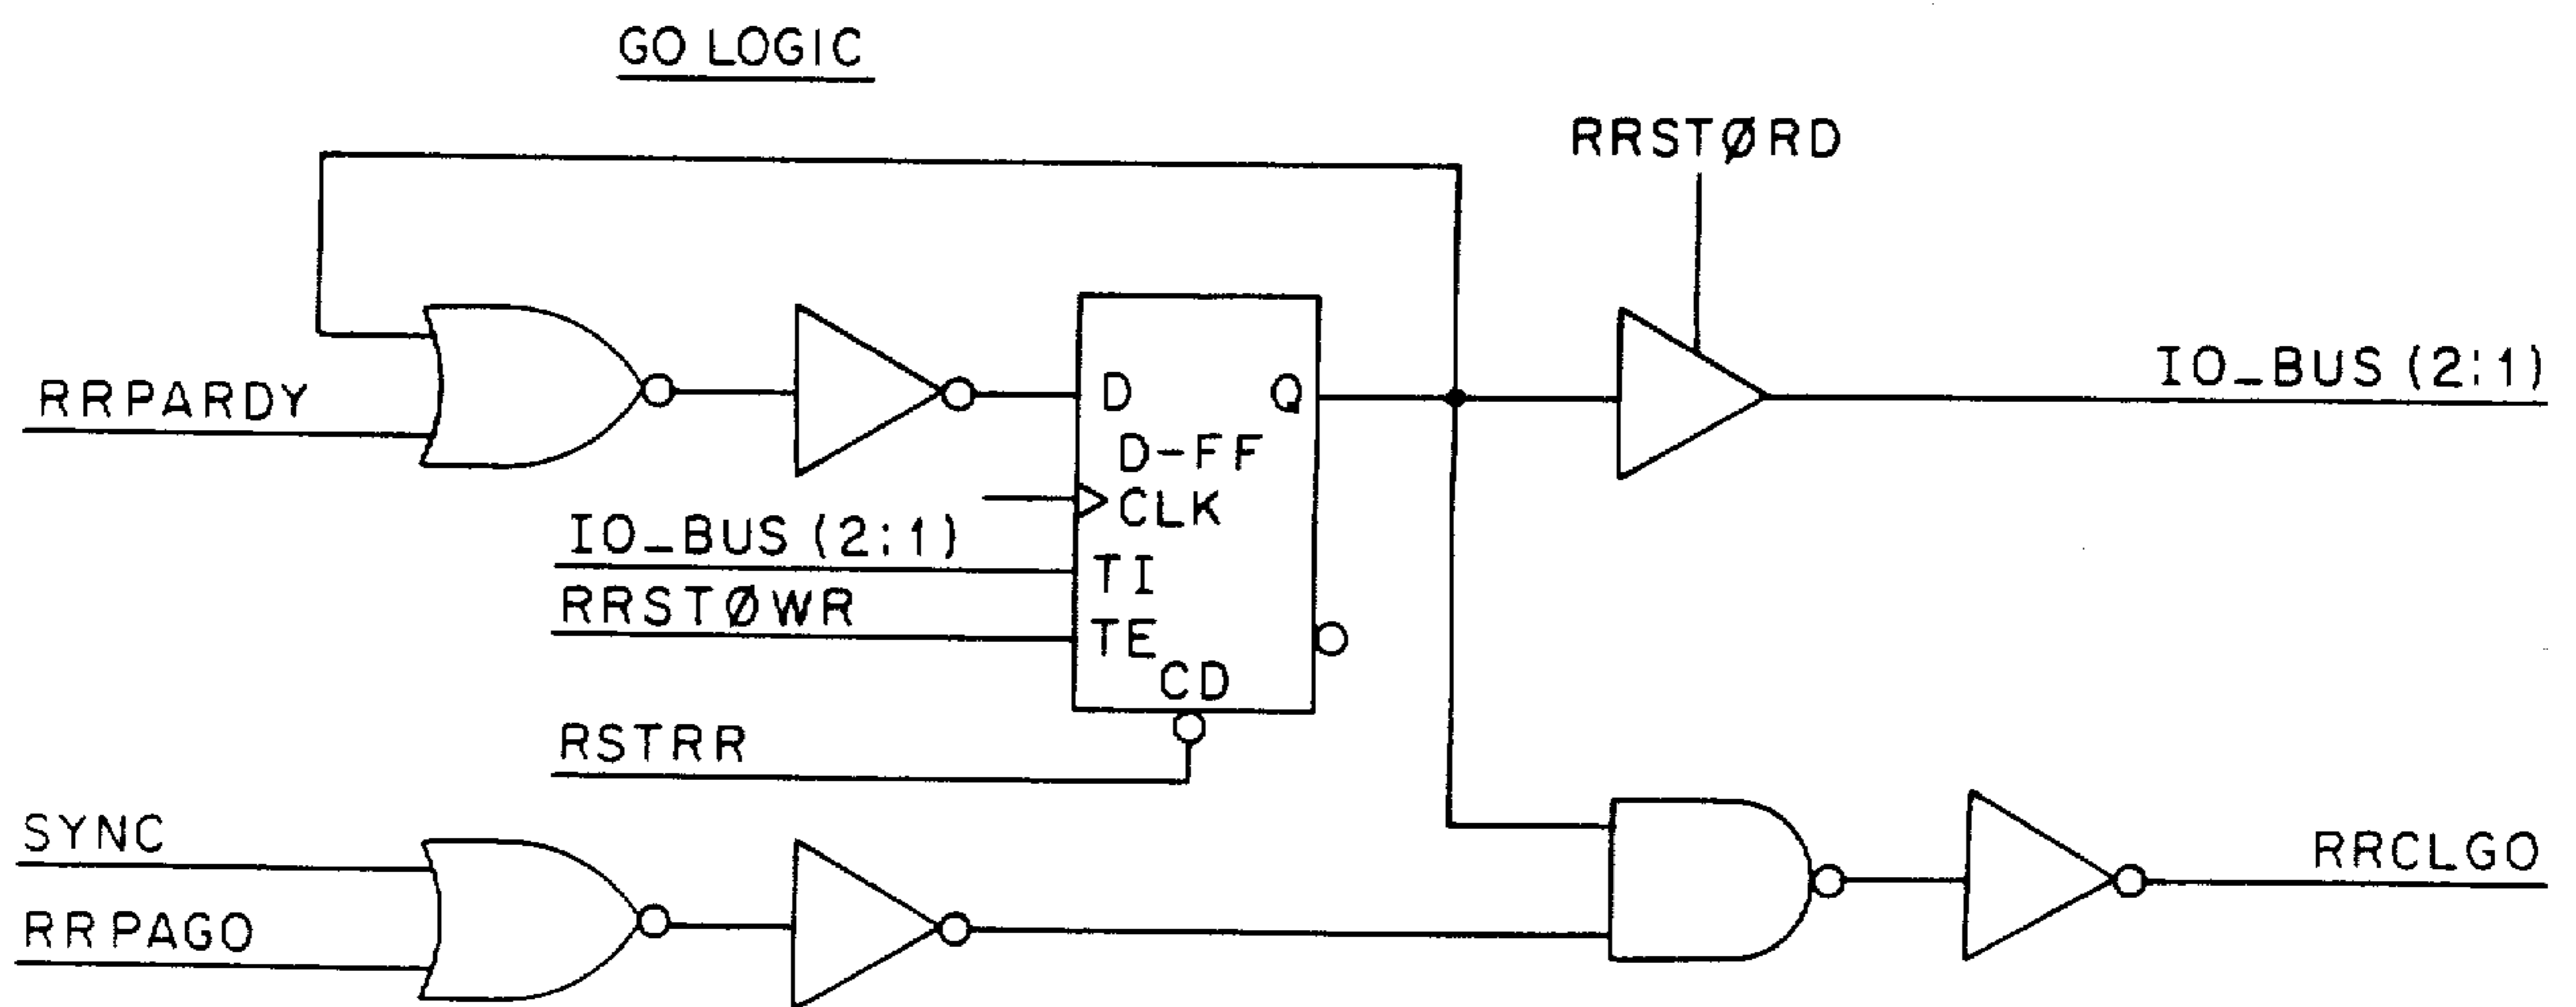 GO LOGIC
RRSTØRD
RRPARDY
D Q
IO_BUS (2:1)
D-FF
CLK
IO_BUS (2:1)
TI
RRSTØWR
TE
CD
RSTRR
SYNC
RRCLGO
RRPAGO